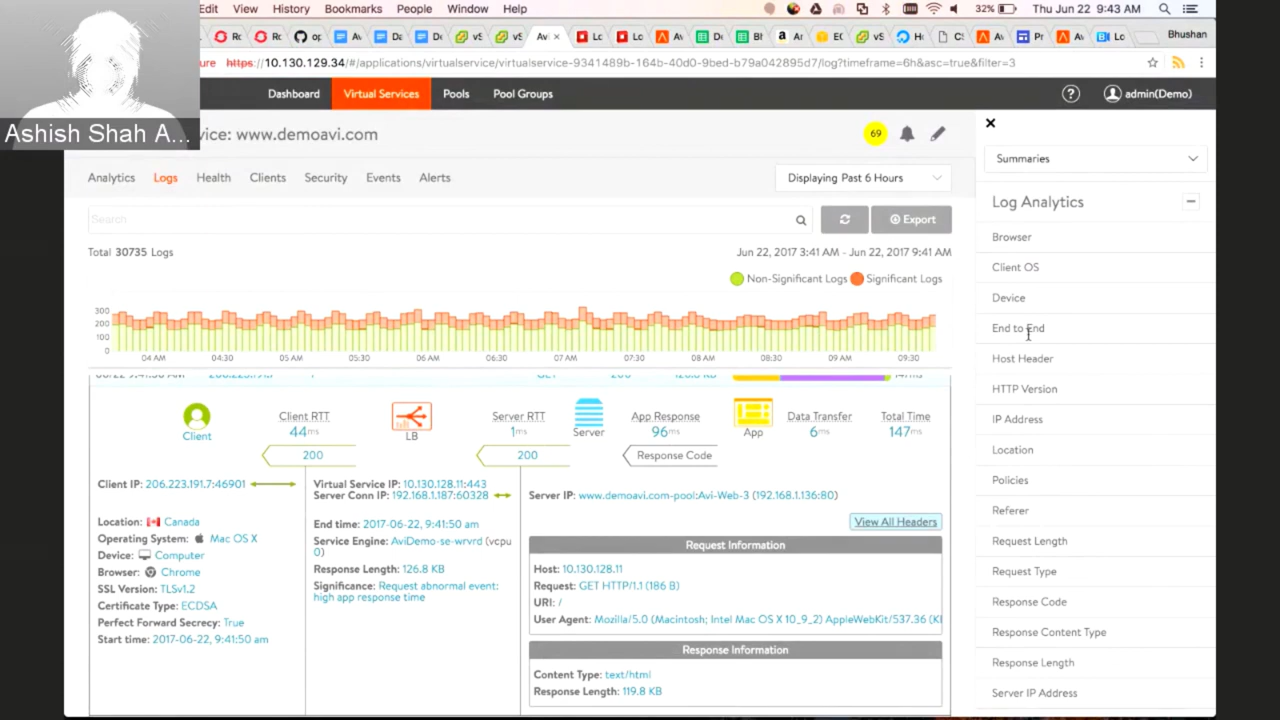 Edit View History Bookmarks People Window Help 32% Thu Jun 22 9:43 AM
Bhushan
https://10.130.129.34/#/applications/virtualservice/virtualservice-9341489b-164b-40d0-9bed-b79a042895d7/log?timeframe=6h&asc=true&filter=3
Dashboard Virtual Services Pools Pool Groups ? admin(Demo)
Ashish Shah A...
vice: www.demoavi.com 69
Analytics Logs Health Clients Security Events Alerts Displaying Past 6 Hours
Search Export
Total 30735 Logs Jun 22, 2017 3:41 AM - Jun 22, 2017 9:41 AM
Non-Significant Logs Significant Logs
300
200
100
0
04 AM 04:30 05 AM 05:30 06 AM 06:30 07 AM 07:30 08 AM 08:30 09 AM 09:30
Client RTT Server RTT App Response Data Transfer Total Time
Client 44ms LB 1ms Server 96ms App 6ms 147ms
200 200 Response Code
Client IP: 206.223.191.7:46901
Location: Canada
Operating System: Mac OS X
Device: Computer
Browser: Chrome
SSL Version: TLSv1.2
Certificate Type: ECDSA
Perfect Forward Secrecy: True
Start time: 2017-06-22, 9:41:50 am
Virtual Service IP: 10.130.128.11:443
Server Conn IP: 192.168.1.187:60328
End time: 2017-06-22, 9:41:50 am
Service Engine: AviDemo-se-wrvrd (vcpu
0)
Response Length: 126.8 KB
Significance: Request abnormal event:
high app response time
Server IP: www.demoavi.com-pool:Avi-Web-3 (192.168.1.136:80)
View All Headers
Request Information
Host: 10.130.128.11
Request: GET HTTP/1.1 (186 B)
URI: /
User Agent: Mozilla/5.0 (Macintosh; Intel Mac OS X 10_9_2) AppleWebKit/537.36 (K
Response Information
Content Type: text/html
Response Length: 119.8 KB
Summaries
Log Analytics
Browser
Client OS
Device
End to End
Host Header
HTTP Version
IP Address
Location
Policies
Referer
Request Length
Request Type
Response Code
Response Content Type
Response Length
Server IP Address